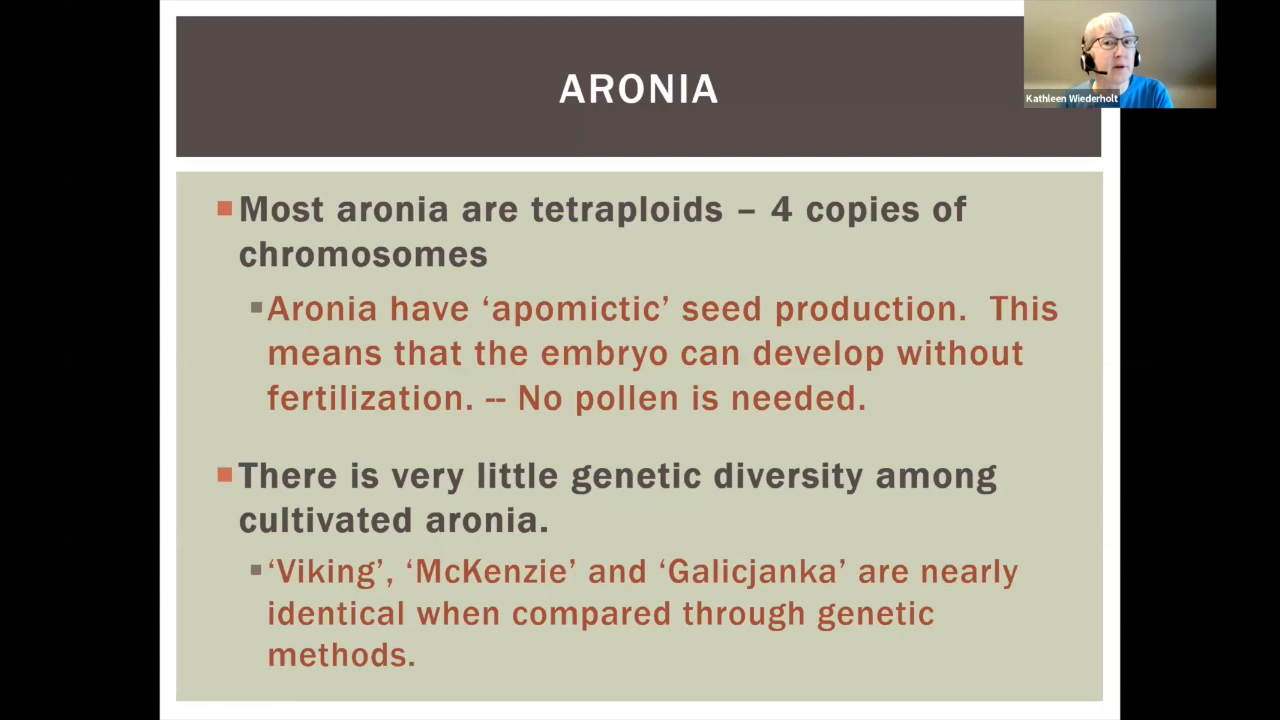 ARONIA
Kathleen Wiederholt
Most aronia are tetraploids – 4 copies of
chromosomes
Aronia have ‘apomictic’ seed production.  This
means that the embryo can develop without
fertilization. -- No pollen is needed.
There is very little genetic diversity among
cultivated aronia.
‘Viking’, ‘McKenzie’ and ‘Galicjanka’ are nearly
identical when compared through genetic
methods.